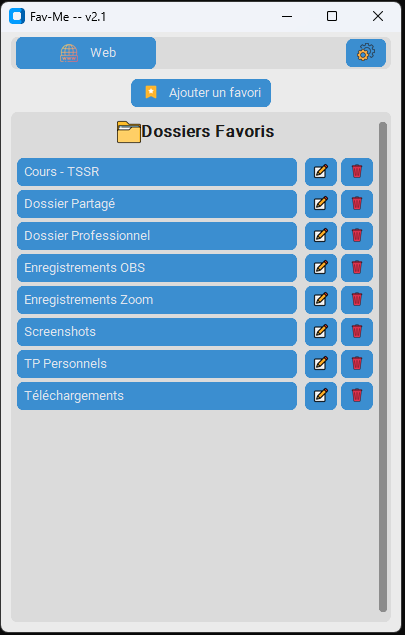 Fav-Me -- v2.1
Web
Ajouter un favori
Dossiers Favoris
Cours - TSSR
Dossier Partagé
Dossier Professionnel
Enregistrements OBS
Enregistrements Zoom
Screenshots
TP Personnels
Téléchargements